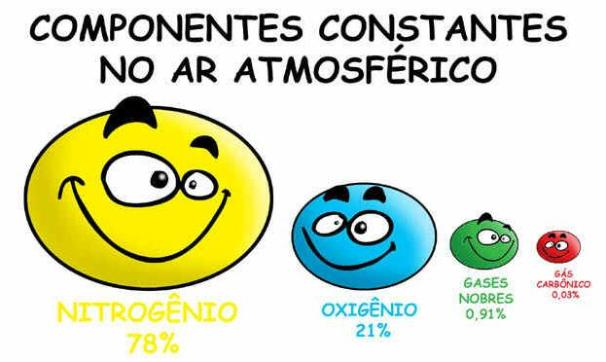 COMPONENTES CONSTANTES
NO AR ATMOSFÉRICO
NITROGÊNIO
78%
OXIGÊNIO
21%
GASES
NOBRES
0,91%
GÁS
CARBÔNICO
0,03%